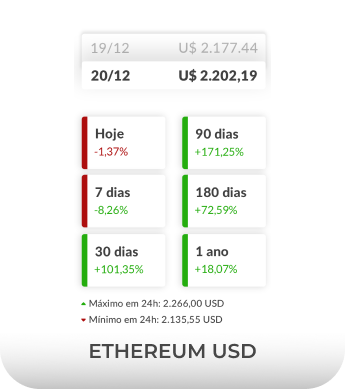 19/12 U$ 2.177,44
20/12 U$ 2.202,19
Hoje
-1,37%
90 dias
+171,25%
7 dias
-8,26%
180 dias
+72,59%
30 dias
+101,35%
1 ano
+18,07%
Máximo em 24h: 2.266,00 USD
Mínimo em 24h: 2.135,55 USD
ETHEREUM USD